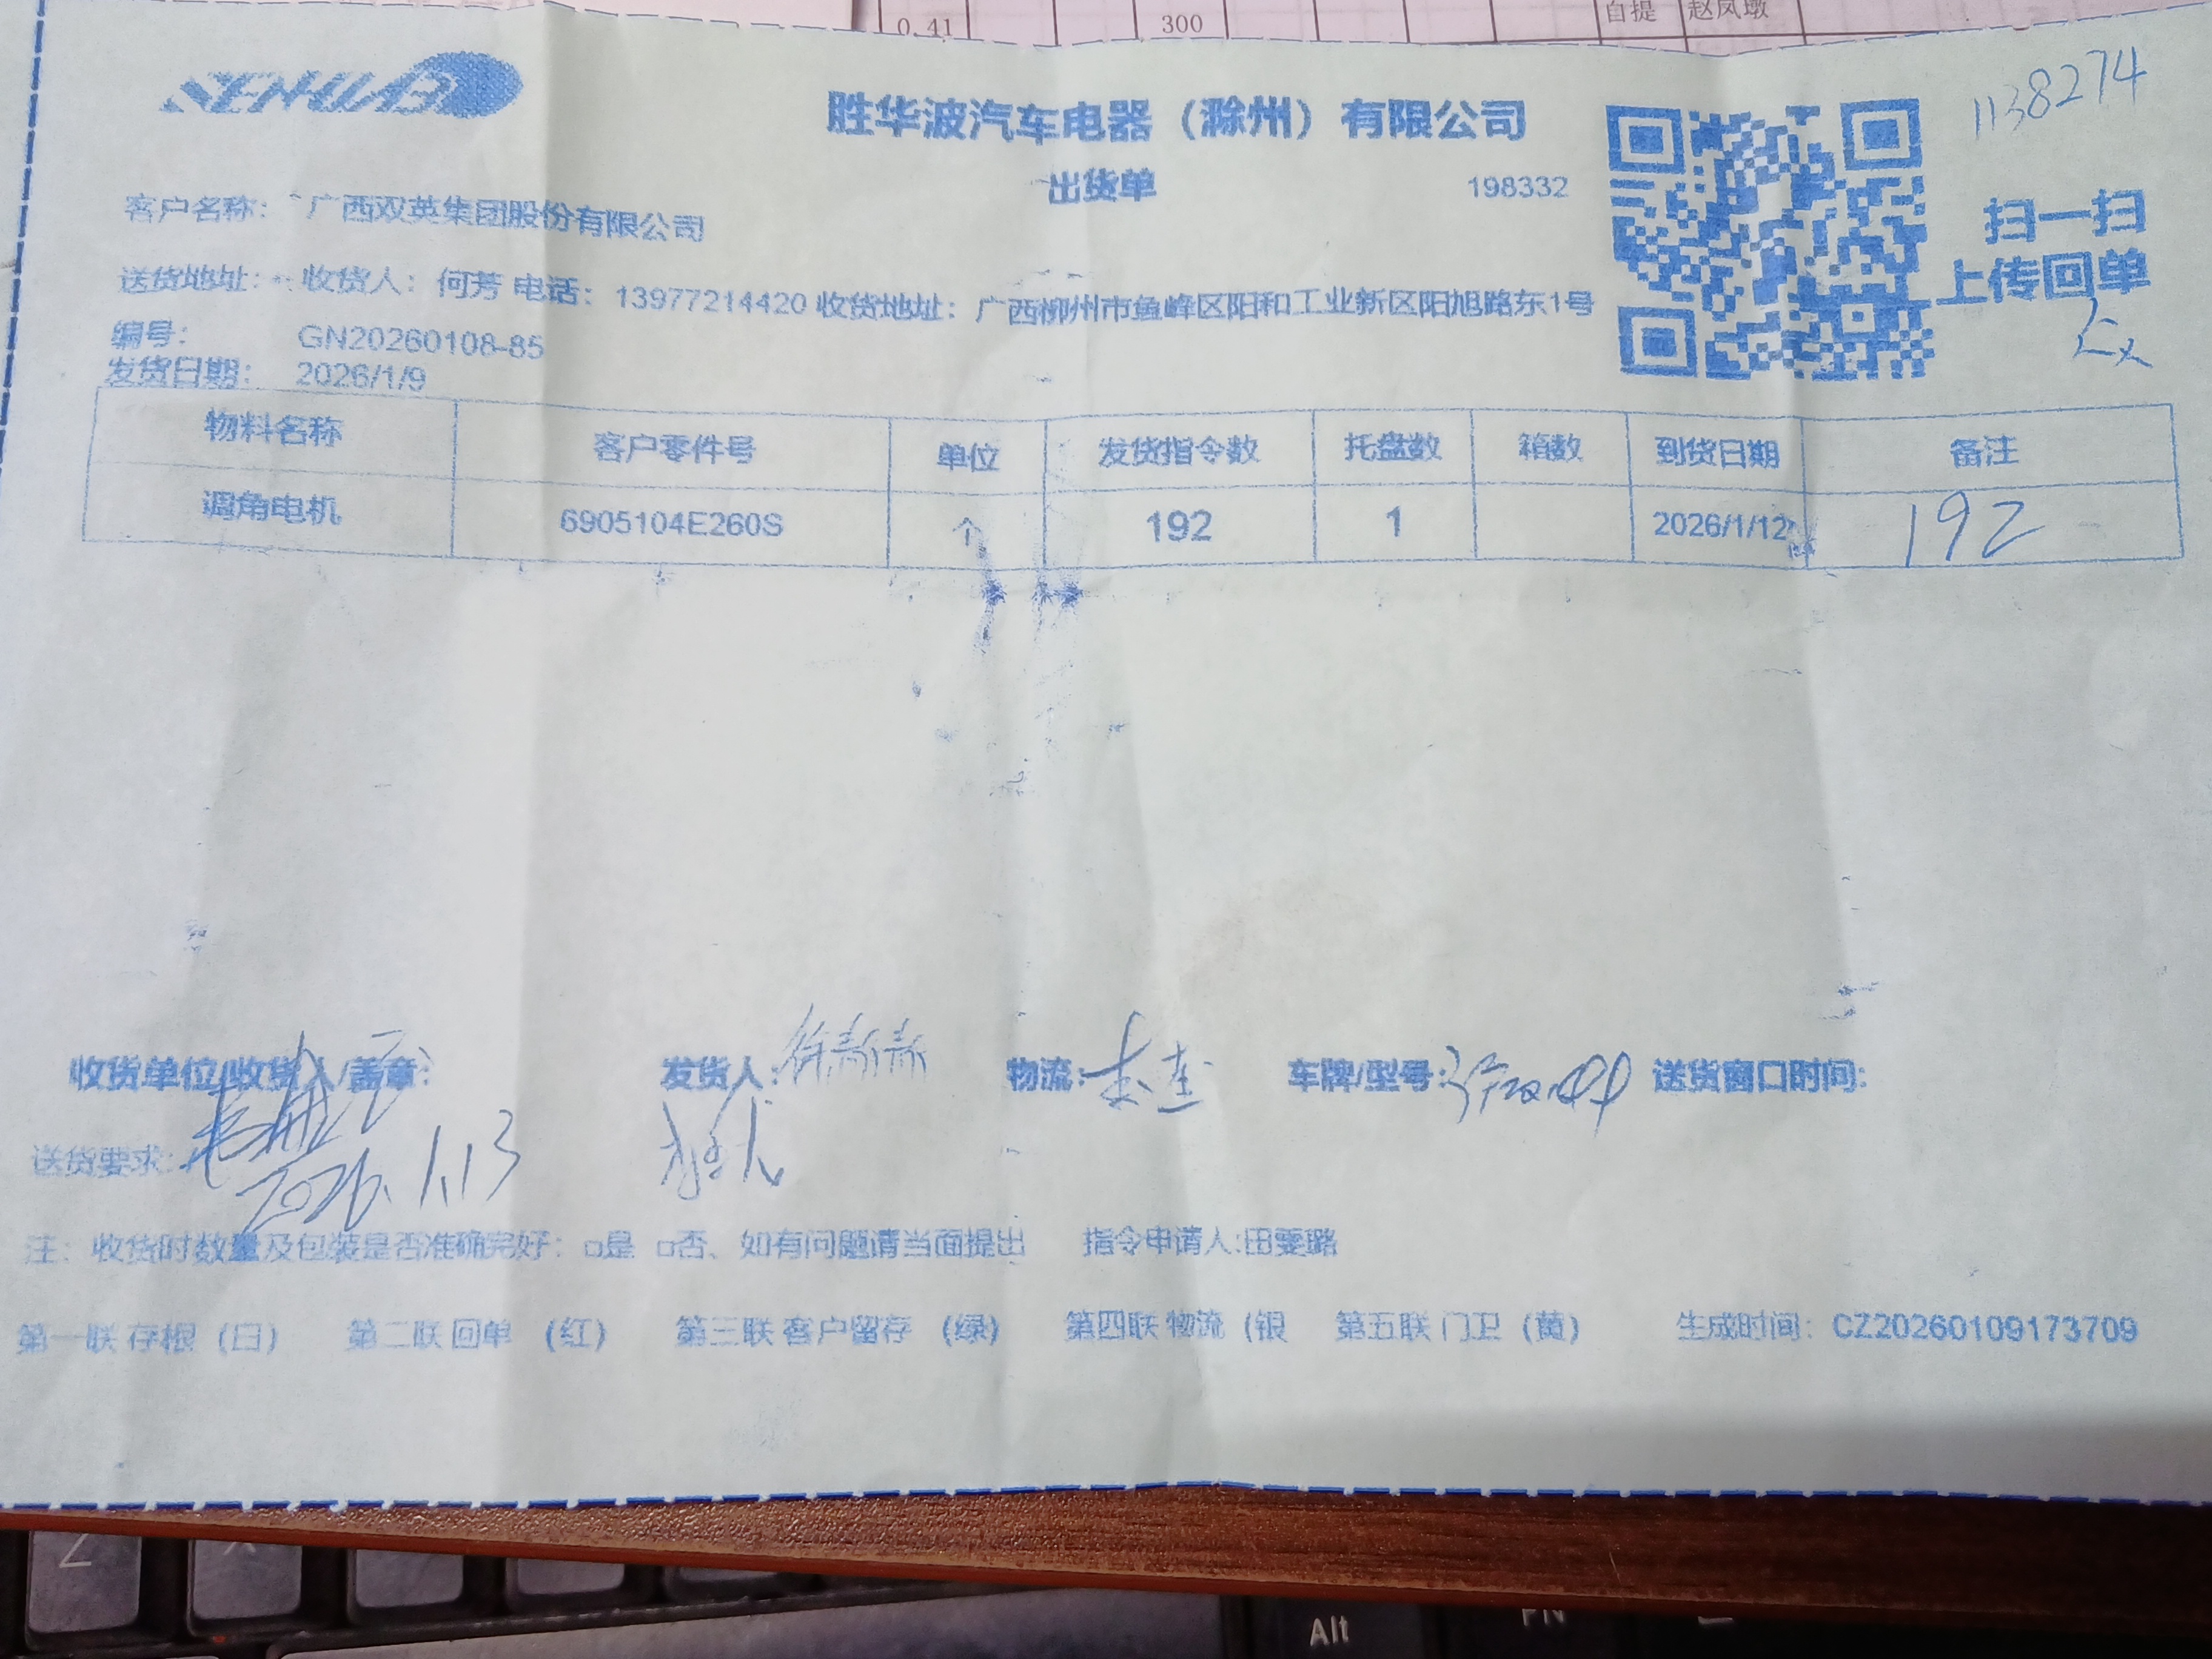 0.41 300 自提 赵凤墩
SENHUABO
1138274
胜华波汽车电器（滁州）有限公司
出货单 198332
扫一扫
上传回单
客户名称： 广西双英集团股份有限公司
送货地址： 收货人：何芳 电话：13977214420 收货地址：广西柳州市鱼峰区阳和工业新区阳旭路东1号
编号： GN20260108-85
发货日期： 2026/1/9
物料名称 客户零件号 单位 发货指令数 托盘数 箱数 到货日期 备注
调角电机 6905104E260S 个 192 1 2026/1/12 192
收货单位/收货人/盖章： 发货人：徐青青 物流： 车牌/型号： 送货窗口时间：
送货要求：
2026.1.13
注：收货时数量及包装是否准确完好：□是 □否、如有问题请当面提出 指令申请人:田雯璐
第一联 存根（白） 第二联 回单 （红） 第三联 客户留存 （绿） 第四联 物流（银 第五联 门卫（黄） 生成时间：CZ20260109173709
Z X Alt FN